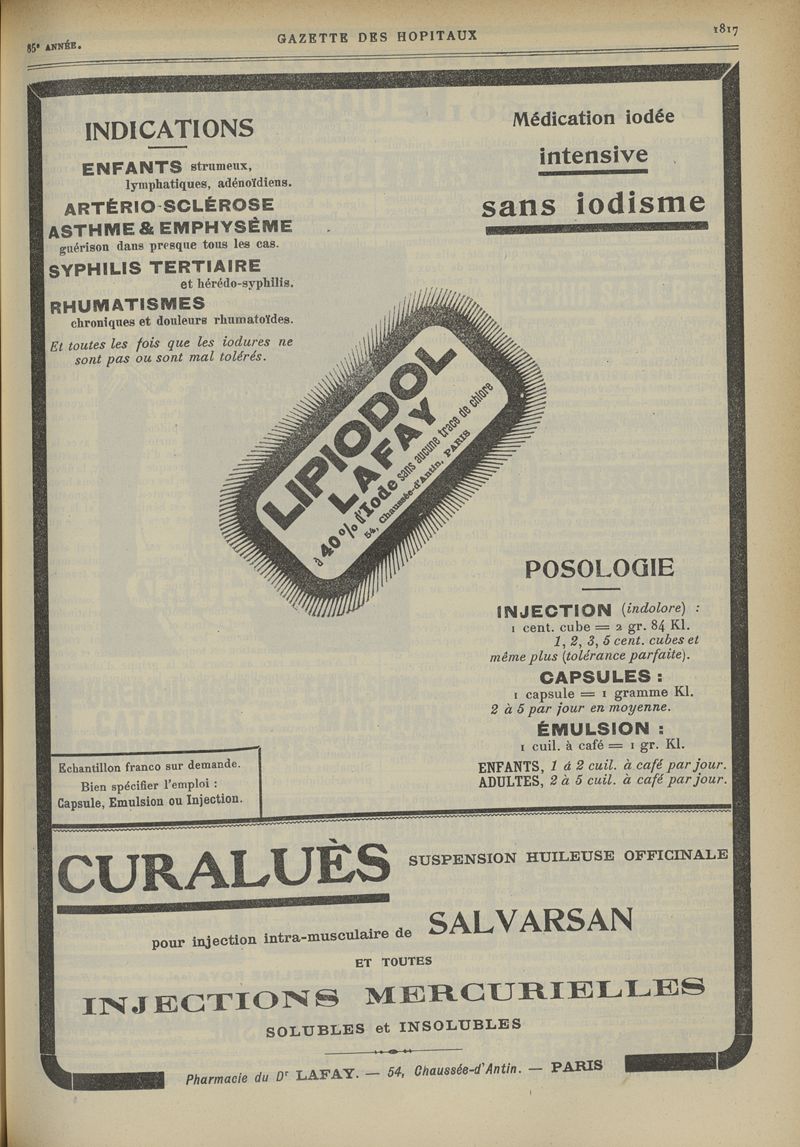 85e ANNÉE.
GAZETTE DES HOPITAUX
1817
INDICATIONS
ENFANTS strumeux,
lymphatiques, adénoïdiens.
ARTÉRIO-SCLÉROSE
ASTHME & EMPHYSÈME
guérison dans presque tous les cas.
SYPHILIS TERTIAIRE
et hérédo-syphilis.
RHUMATISMES
chroniques et douleurs rhumatoïdes.
Et toutes les fois que les iodures ne
sont pas ou sont mal tolérés.
Médication iodée
intensive
sans iodisme
LIPIODOL
LAFAY
à 40 % d'Iode sans aucune trace de chlore
54, Chaussée-d'Antin, PARIS
POSOLOGIE
INJECTION (indolore) :
1 cent. cube = 2 gr. 84 Kl.
1, 2, 3, 5 cent. cubes et
même plus (tolérance parfaite).
CAPSULES :
1 capsule = 1 gramme Kl.
2 à 5 par jour en moyenne.
ÉMULSION :
1 cuil. à café = 1 gr. Kl.
ENFANTS, 1 à 2 cuil. à café par jour.
ADULTES, 2 à 5 cuil. à café par jour.
Echantillon franco sur demande.
Bien spécifier l'emploi :
Capsule, Emulsion ou Injection.
CURALUÈS SUSPENSION HUILEUSE OFFICINALE
pour injection intra-musculaire de SALVARSAN
ET TOUTES
INJECTIONS MERCURIELLES
SOLUBLES et INSOLUBLES
Pharmacie du Dr LAFAY. — 54, Chaussée-d'Antin. — PARIS